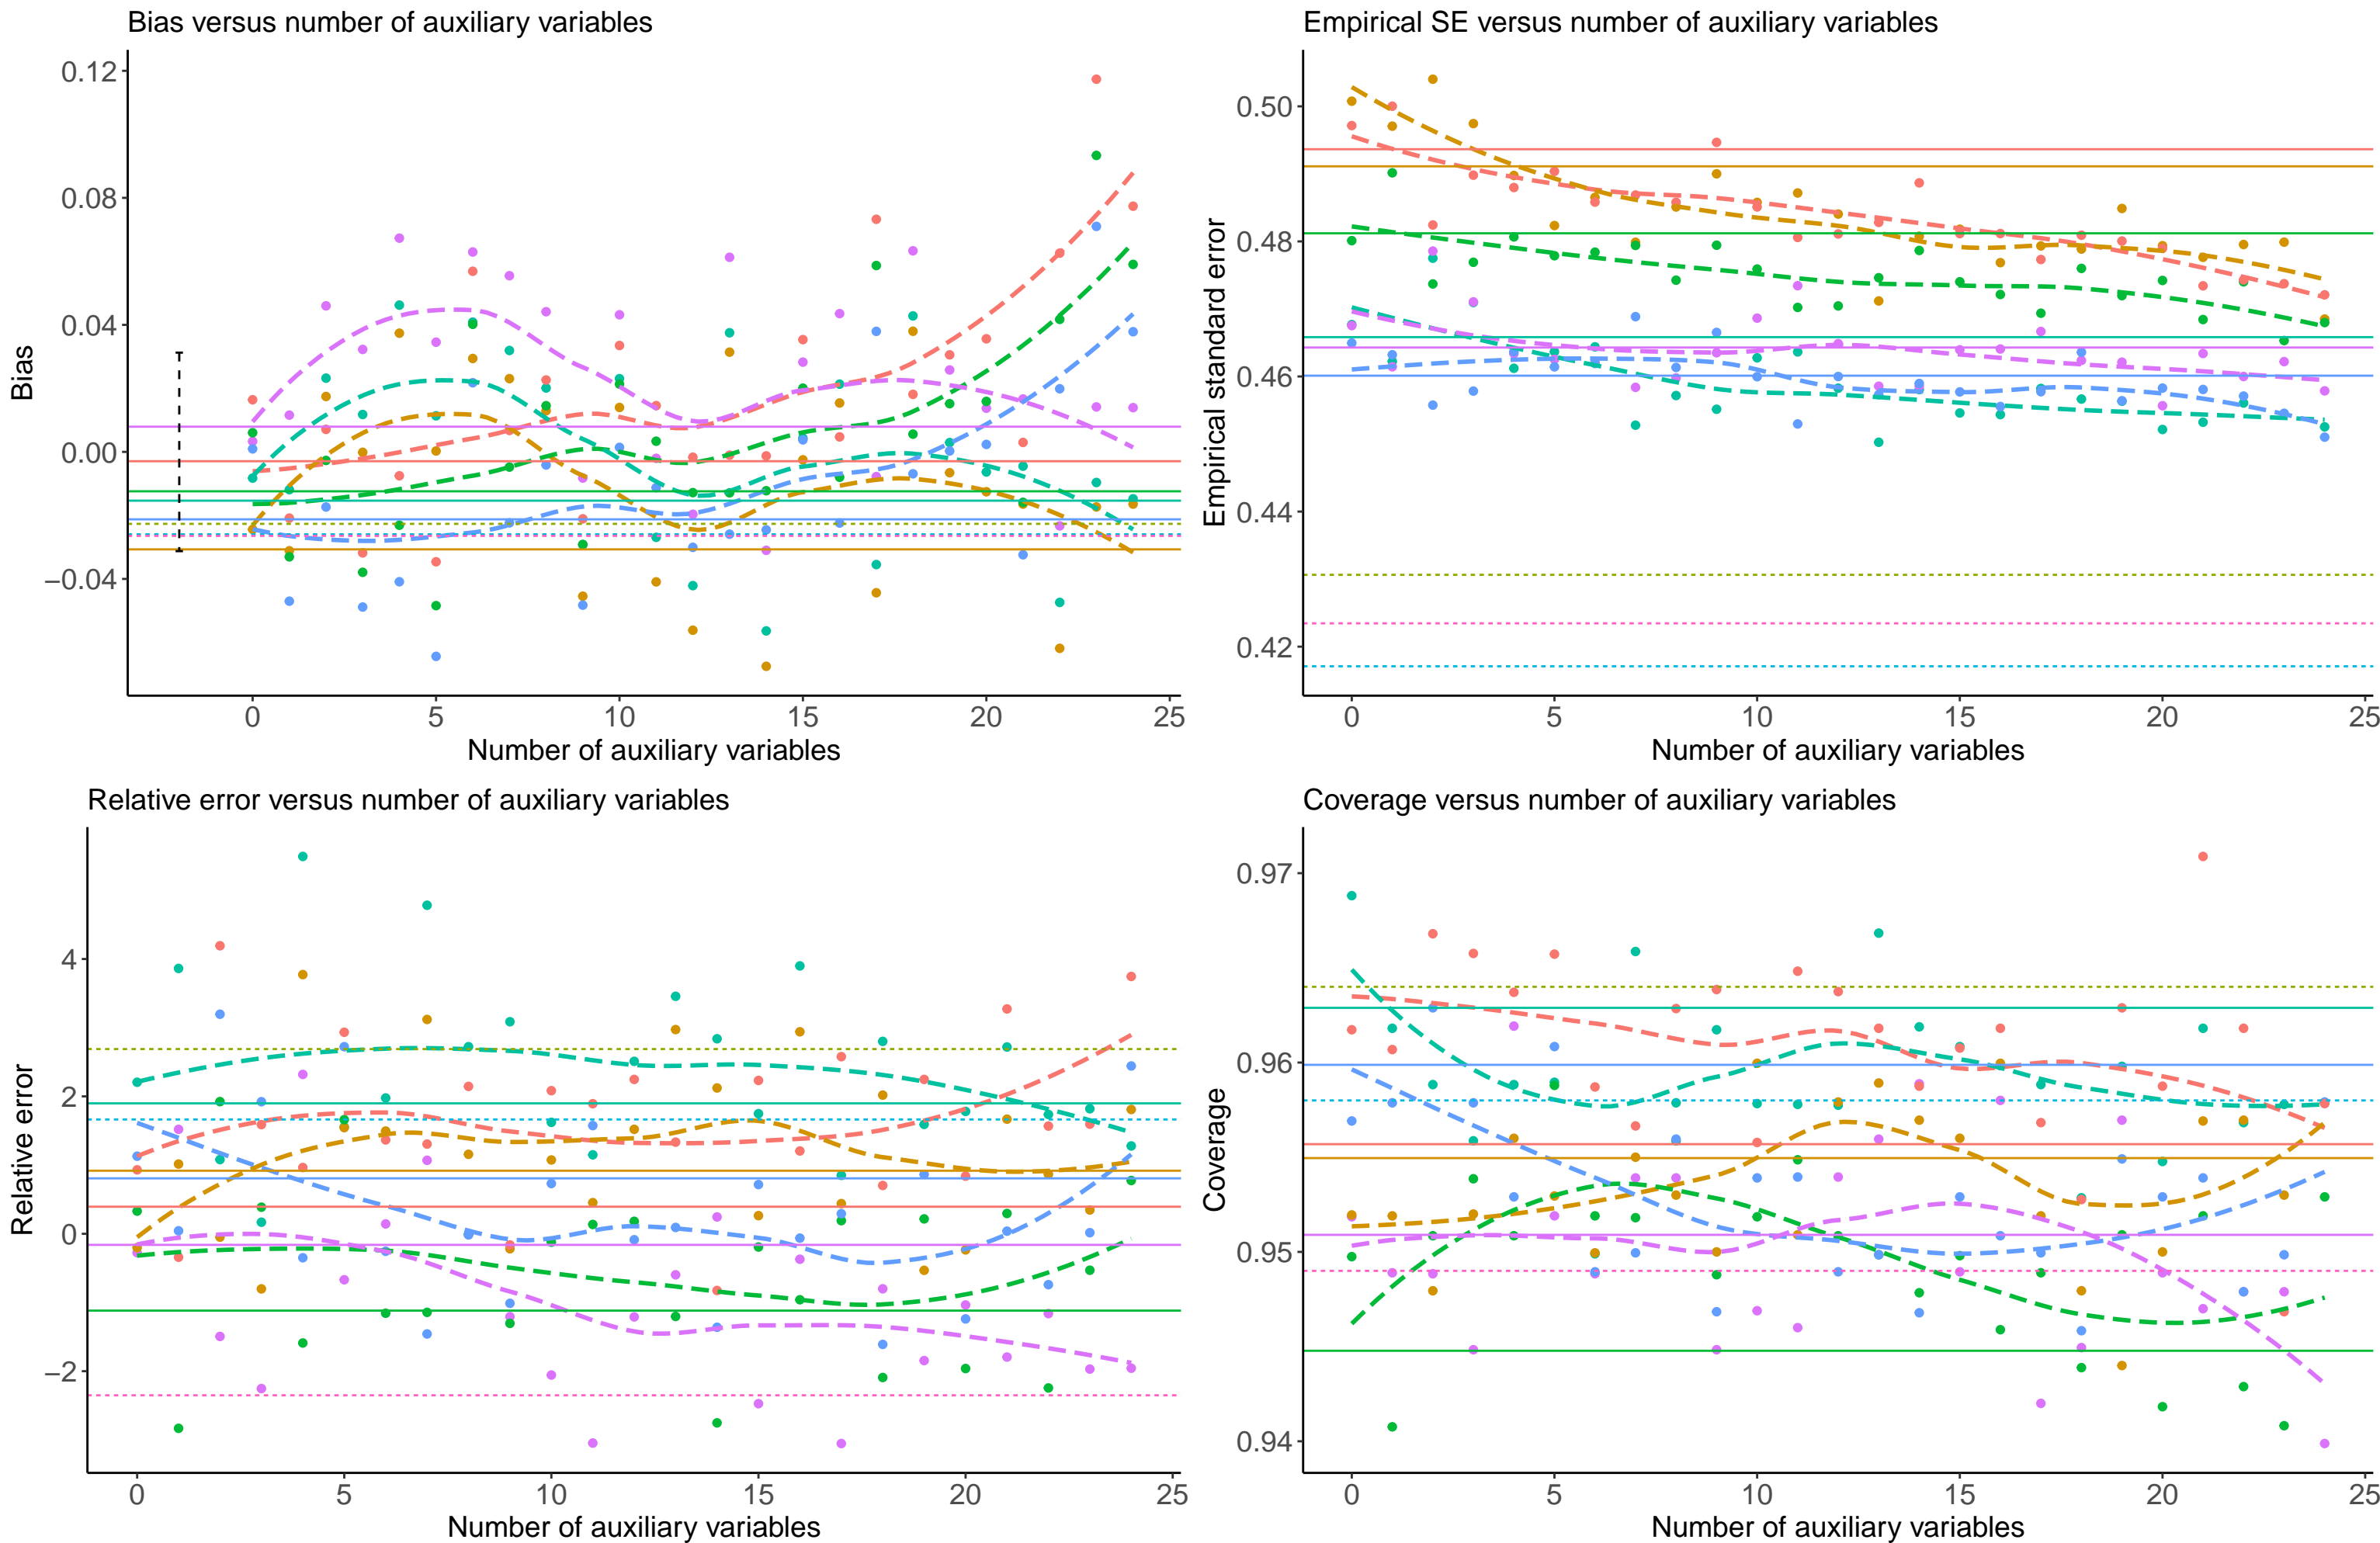 Bias versus number of auxiliary variables
0.12
0.08
0.04
0.00
−0.04
Bias
0 5 10 15 20 25
Number of auxiliary variables
Empirical SE versus number of auxiliary variables
0.50
0.48
0.46
0.44
0.42
Empirical standard error
0 5 10 15 20 25
Number of auxiliary variables
Relative error versus number of auxiliary variables
4
2
0
−2
Relative error
0 5 10 15 20 25
Number of auxiliary variables
Coverage versus number of auxiliary variables
0.97
0.96
0.95
0.94
Coverage
0 5 10 15 20 25
Number of auxiliary variables